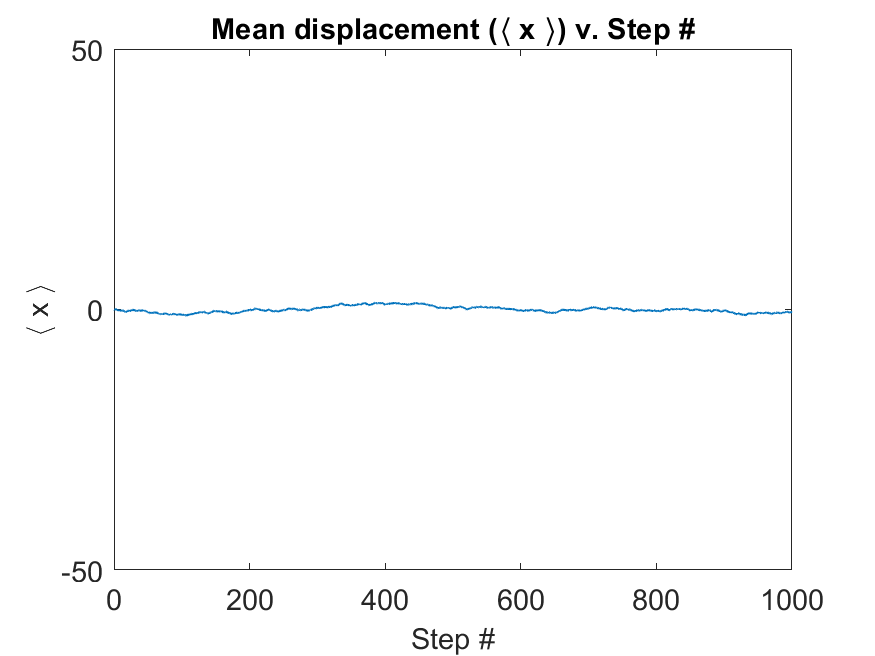 Mean displacement (⟨ x ⟩) v. Step #
50
0
-50
⟨ x ⟩
0 200 400 600 800 1000
Step #